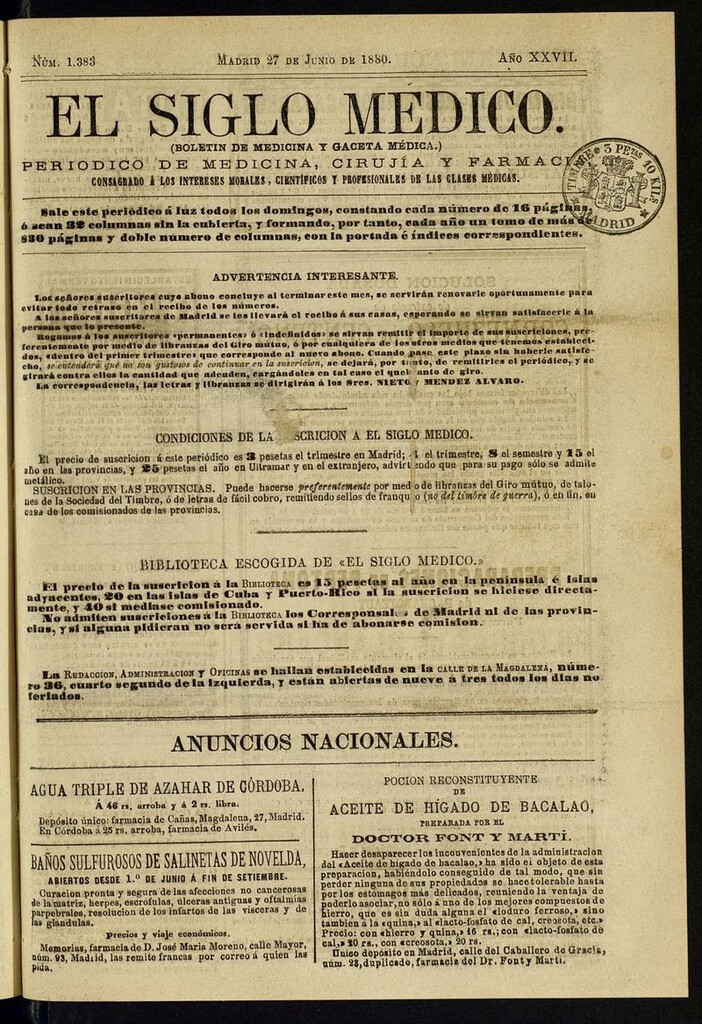 NÚM. 1.383
MADRID 27 DE JUNIO DE 1880.
AÑO XXVII.
EL SIGLO MÉDICO.
(BOLETIN DE MEDICINA Y GACETA MÉDICA.)
PERIODICO DE MEDICINA, CIRUJÍA Y FARMACI
CONSAGRADO Á LOS INTERESES MORALES, CIENTÍFICOS Y PROFESIONALES DE LAS CLASES MÉDICAS.
TIMBRE 3 PETAS 10 KILS
MADRID
Sale este periódico á luz todos los domingos, constando cada número de 16 páginas,
ó sean 32 columnas sin la cubierta, y formando, por tanto, cada año un tomo de más de
830 páginas y doble número de columnas, con la portada é índices correspondientes.
ADVERTENCIA INTERESANTE.
Los señores suscritores cuyo abono concluye al terminar este mes, se servirán renovarle oportunamente para
evitar todo retraso en el recibo de los números.
A los señores suscritores de Madrid se les llevará el recibo á sus casas, esperando se sirvan satisfacerle á la
persona que lo presente.
Rogamos á los suscritores «permanentes» ó «indefinidos» se sirvan remitir el importe de sus suscriciones, pre-
ferentemente por medio de libranzas del Giro mútuo, ó por cualquiera de los otros medios que tenemos estableci-
dos, «dentro del primer trimestre» que corresponde al nuevo abono. Cuando pase este plazo sin haberle satisfe-
cho, se entenderá que no son gustosos de continuar en la suscricion, se dejará, por tanto, de remitirles el periódico, y se
girará contra ellos la cantidad que adeuden, cargándoles en tal caso el quebranto de giro.
La correspondencia, las letras y libranzas se dirigirán á los Sres. NIETO Y MENDEZ ALVARO.
CONDICIONES DE LA SCRICION A EL SIGLO MEDICO.
El precio de suscricion á este periódico es 3 pesetas el trimestre en Madrid; 4 el trimestre, 8 el semestre y 15 el
año en las provincias, y 25 pesetas el año en Ultramar y en el extranjero, advirtiendo que para su pago sólo se admite
metálico.
SUSCRICION EN LAS PROVINCIAS. Puede hacerse preferentemente por medio de libranzas del Giro mútuo, de talo-
nes de la Sociedad del Timbre, ó de letras de fácil cobro, remitiendo sellos de franqueo (no del timbre de guerra), ó en fin, en
casa de los comisionados de las provincias.
BIBLIOTECA ESCOGIDA DE «EL SIGLO MEDICO.»
El precio de la suscricion á la BIBLIOTECA es 15 pesetas al año en la península é islas
adyacentes, 20 en las islas de Cuba y Puerto-Rico si la suscricion se hiciese directa-
mente, y 40 si mediase comisionado.
No admiten suscriciones á la BIBLIOTECA los Corresponsales de Madrid ni de las provin-
cias, y si alguna pidieran no será servida si ha de abonarse comision.
La REDACCION, ADMINISTRACION Y OFICINAS se hallan establecidas en la CALLE DE LA MAGDALENA, núme-
ro 36, cuarto segundo de la izquierda, y están abiertas de nueve á tres todos los dias no
feriados.
ANUNCIOS NACIONALES.
AGUA TRIPLE DE AZAHAR DE CÓRDOBA.
Á 46 rs. arroba y á 2 rs. libra.
Depósito único: farmacia de Cañas, Magdalena, 27, Madrid.
En Córdoba á 25 rs. arroba, farmacia de Avilés.
BAÑOS SULFUROSOS DE SALINETAS DE NOVELDA,
ABIERTOS DESDE 1.º DE JUNIO Á FIN DE SETIEMBRE.
Curacion pronta y segura de las afecciones no cancerosas
de la matriz, herpes, escrófulas, úlceras antiguas y oftalmias
parpebrales, resolucion de los infartos de las vísceras y de
las glándulas.
Precios y viaje económicos.
Memorias, farmacia de D. José Maria Moreno, calle Mayor,
núm. 93, Madrid, las remite francas por correo á quien las
pida.
POCION RECONSTITUYENTE
DE
ACEITE DE HÍGADO DE BACALAO,
PREPARADA POR EL
DOCTOR FONT Y MARTÍ.
Hacer desaparecer los inconvenientes de la administracion
del «Aceite de hígado de bacalao,» ha sido el objeto de esta
preparacion, habiéndolo conseguido de tal modo, que sin
perder ninguna de sus propiedades se hace tolerable hasta
por los estómagos más delicados, reuniendo la ventaja de
poderlo asociar, no sólo á uno de los mejores compuestos de
hierro, que es sin duda alguna el «ioduro ferroso,» sino
tambien á la «quina,» al «lacto-fosfato de cal, creosota, etc.»
Precio: con «hierro y quina,» 16 rs.; con «lacto-fosfato de
cal,» 20 rs., con «creosota,» 20 rs.
Único depósito en Madrid, calle del Caballero de Gracia,
núm. 23, duplicado, farmacia del Dr. Font y Martí.